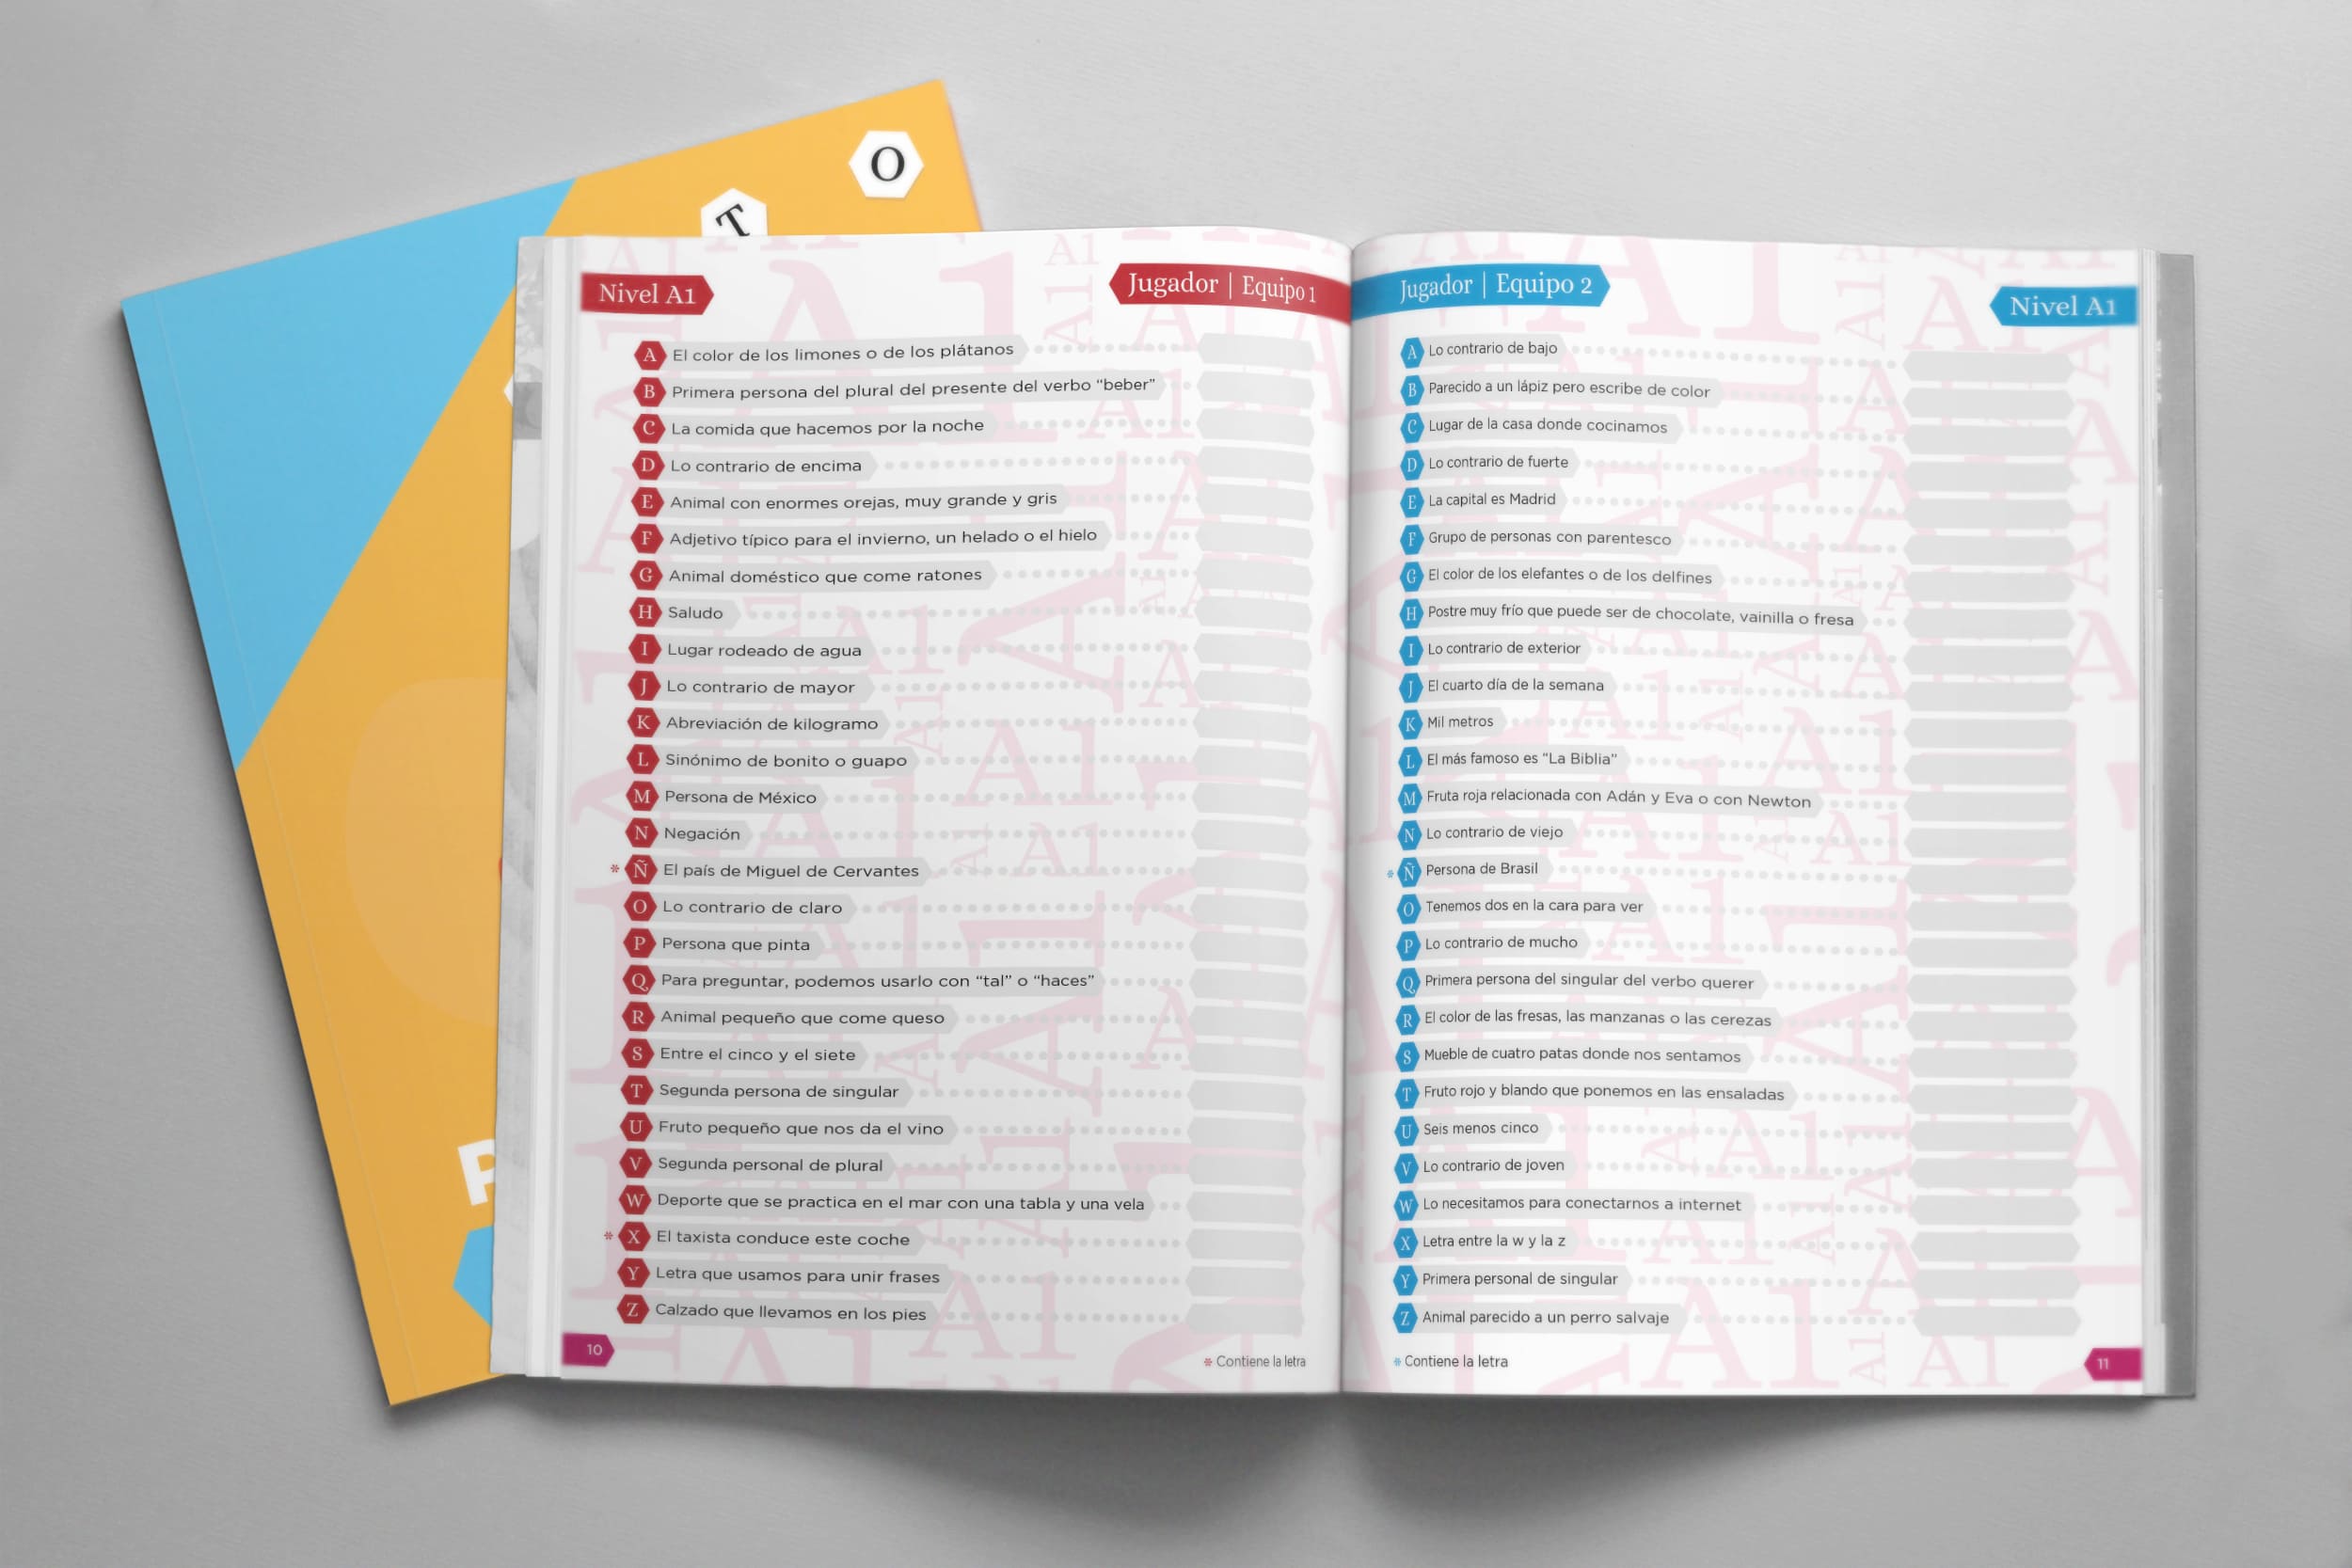 O
T
P
Nivel A1
Jugador | Equipo 1
A El color de los limones o de los plátanos
B Primera persona del plural del presente del verbo “beber”
C La comida que hacemos por la noche
D Lo contrario de encima
E Animal con enormes orejas, muy grande y gris
F Adjetivo típico para el invierno, un helado o el hielo
G Animal doméstico que come ratones
H Saludo
I Lugar rodeado de agua
J Lo contrario de mayor
K Abreviación de kilogramo
L Sinónimo de bonito o guapo
M Persona de México
N Negación
* Ñ El país de Miguel de Cervantes
O Lo contrario de claro
P Persona que pinta
Q Para preguntar, podemos usarlo con “tal” o “haces”
R Animal pequeño que come queso
S Entre el cinco y el siete
T Segunda persona de singular
U Fruto pequeño que nos da el vino
V Segunda personal de plural
W Deporte que se practica en el mar con una tabla y una vela
* X El taxista conduce este coche
Y Letra que usamos para unir frases
Z Calzado que llevamos en los pies
10
* Contiene la letra
Jugador | Equipo 2
Nivel A1
A Lo contrario de bajo
B Parecido a un lápiz pero escribe de color
C Lugar de la casa donde cocinamos
D Lo contrario de fuerte
E La capital es Madrid
F Grupo de personas con parentesco
G El color de los elefantes o de los delfines
H Postre muy frío que puede ser de chocolate, vainilla o fresa
I Lo contrario de exterior
J El cuarto día de la semana
K Mil metros
L El más famoso es “La Biblia”
M Fruta roja relacionada con Adán y Eva o con Newton
N Lo contrario de viejo
* Ñ Persona de Brasil
O Tenemos dos en la cara para ver
P Lo contrario de mucho
Q Primera persona del singular del verbo querer
R El color de las fresas, las manzanas o las cerezas
S Mueble de cuatro patas donde nos sentamos
T Fruto rojo y blando que ponemos en las ensaladas
U Seis menos cinco
V Lo contrario de joven
W Lo necesitamos para conectarnos a internet
X Letra entre la w y la z
Y Primera personal de singular
Z Animal parecido a un perro salvaje
* Contiene la letra
11